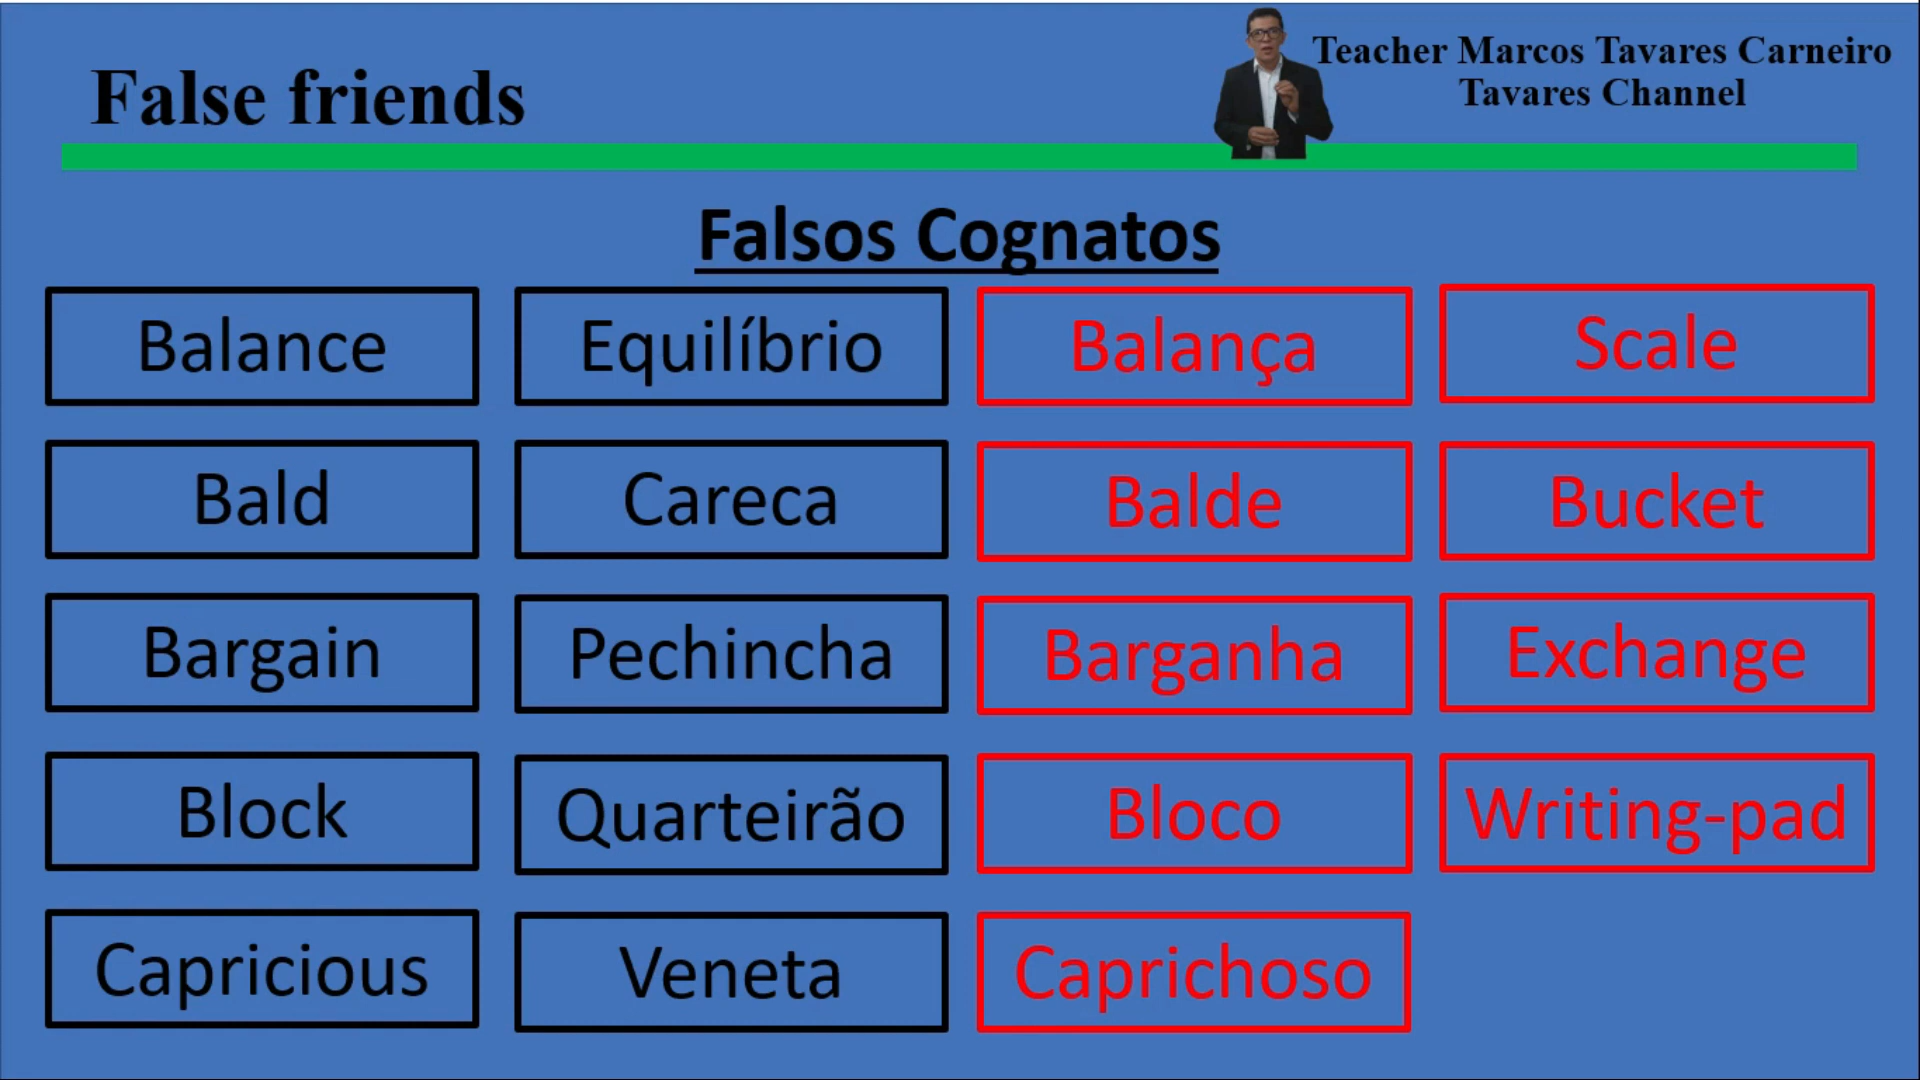 False friends
Teacher Marcos Tavares Carneiro
Tavares Channel
Falsos Cognatos
Balance Equilíbrio Balança Scale
Bald Careca Balde Bucket
Bargain Pechincha Barganha Exchange
Block Quarteirão Bloco Writing-pad
Capricious Veneta Caprichoso